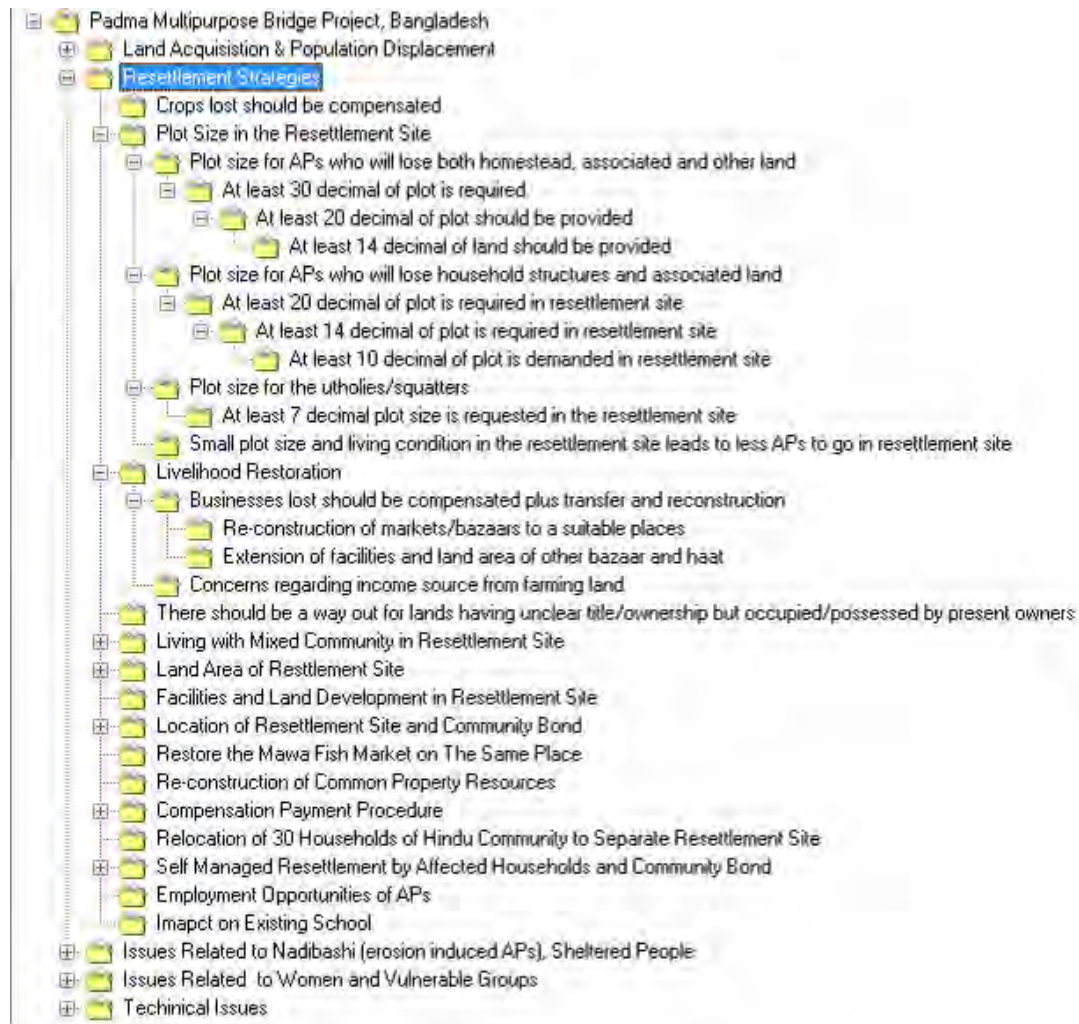 Padma Multipurpose Bridge Project, Bangladesh
Land Acquisistion & Population Displacement
Resetllement Strategies
Crops lost should be compensated
Plot Size in the Resettlement Site
Plot size for APs who will lose both homestead, associated and other land
At least 30 decimal of plot is required
At least 20 decimal of plot should be provided
At least 14 decimal of land should be provided
Plot size for APs who will lose household structures and associated land
At least 20 decimal of plot is required in resettlement site
At least 14 decimal of plot is required in resettlement site
At least 10 decimal of plot is demanded in resettlement site
Plot size for the utholies/squatters
At least 7 decimal plot size is requested in the resettlement site
Small plot size and living condition in the resettlement site leads to less APs to go in resettlement site
Livelihood Restoration
Businesses lost should be compensated plus transfer and reconstruction
Re-construction of markets/bazaars to a suitable places
Extension of facilities and land area of other bazaar and haat
Concerns regarding income source from farming land
There should be a way out for lands having unclear title/ownership but occupied/possessed by present owners
Living with Mixed Community in Resettlement Site
Land Area of Resttlement Site
Facilities and Land Development in Resettlement Site
Location of Resettlement Site and Community Bond
Restore the Mawa Fish Market on The Same Place
Re-construction of Common Property Resources
Compensation Payment Procedure
Relocation of 30 Households of Hindu Community to Separate Resettlement Site
Self Managed Resettlement by Affected Households and Community Bond
Employment Opportunities of APs
Imapct on Existing School
Issues Related to Nadibashi (erosion induced APs), Sheltered People
Issues Related to Women and Vulnerable Groups
Techinical Issues